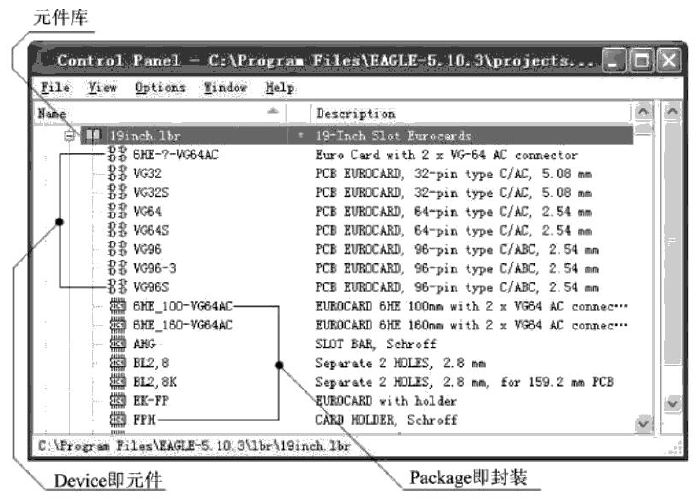 元件库
Control Panel - C:\Program Files\EAGLE-5.10.3\projects...
File View Options Window Help
Name Description
19inch.lbr 19-Inch Slot Eurocards
6HE-?-VG64AC Euro Card with 2 x VG-64 AC connector
VG32 PCB EUROCARD, 32-pin type C/AC, 5.08 mm
VG32S PCB EUROCARD, 32-pin type C/AC, 5.08 mm
VG64 PCB EUROCARD, 64-pin type C/AC, 2.54 mm
VG64S PCB EUROCARD, 64-pin type C/AC, 2.54 mm
VG96 PCB EUROCARD, 96-pin type C/ABC, 2.54 mm
VG96-3 PCB EUROCARD, 96-pin type C/ABC, 2.54 mm
VG96S PCB EUROCARD, 96-pin type C/ABC, 2.54 mm
6HE_100-VG64AC EUROCARD 6HE 100mm with 2 x VG64 AC connec···
6HE_160-VG64AC EUROCARD 6HE 160mm with 2 x VG64 AC connec···
AHG SLOT BAR, Schroff
BL2,8 Separate 2 HOLES, 2.8 mm
BL2,8K Separate 2 HOLES, 2.8 mm, for 159.2 mm PCB
EK-FP EUROCARD with holder
FPH CARD HOLDER, Schroff
C:\Program Files\EAGLE-5.10.3\lbr\19inch.lbr
Device即元件 Package即封装